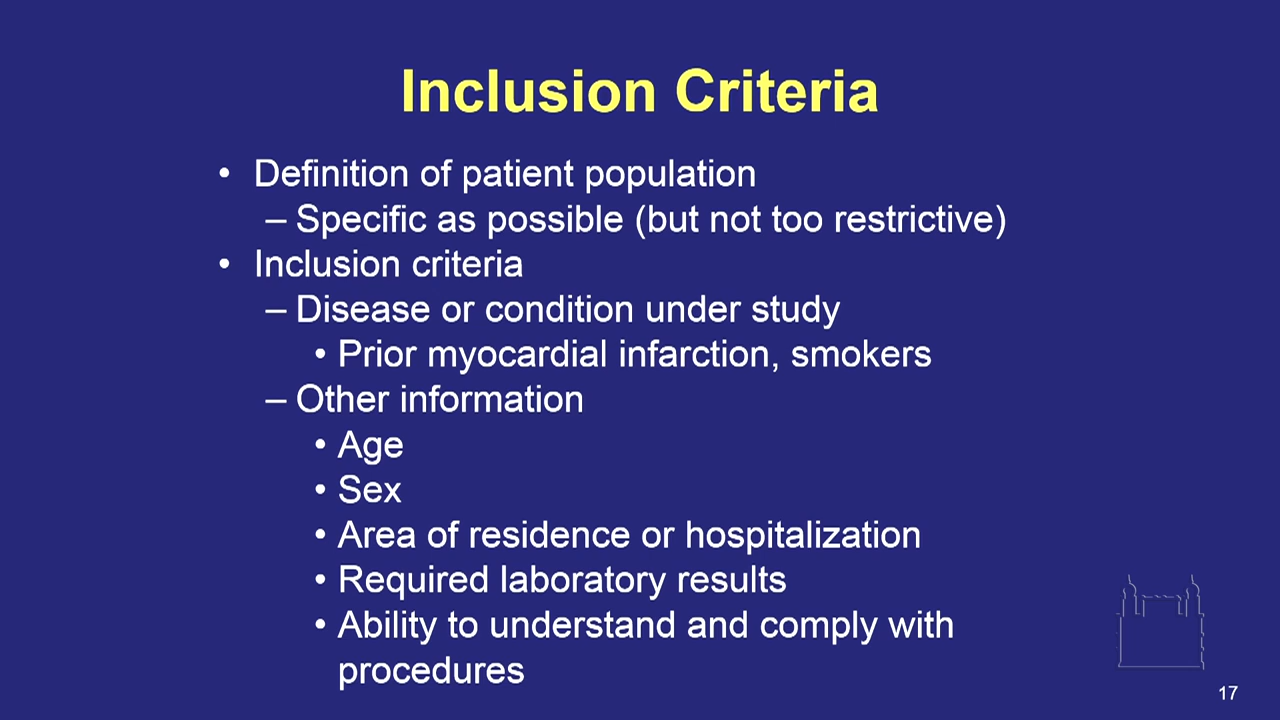 Inclusion Criteria
• Definition of patient population
– Specific as possible (but not too restrictive)
• Inclusion criteria
– Disease or condition under study
• Prior myocardial infarction, smokers
– Other information
• Age
• Sex
• Area of residence or hospitalization
• Required laboratory results
• Ability to understand and comply with
procedures
17